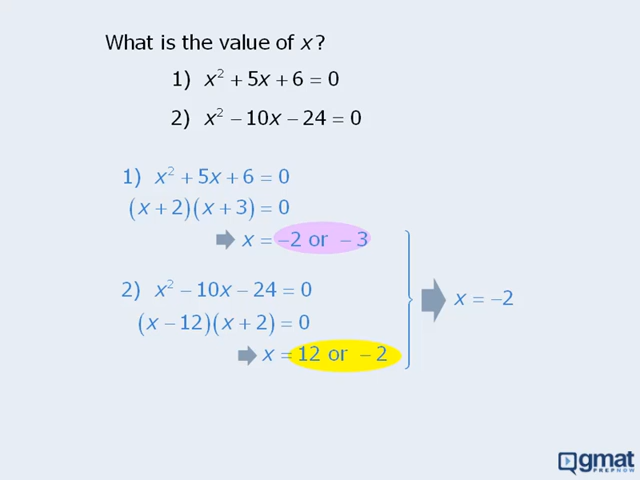 What is the value of x?
1) x² + 5x + 6 = 0
2) x² − 10x − 24 = 0
1) x² + 5x + 6 = 0
(x + 2)(x + 3) = 0
x = −2 or − 3
2) x² − 10x − 24 = 0
x = −2
(x − 12)(x + 2) = 0
x = 12 or − 2
gmat
PREPNOW